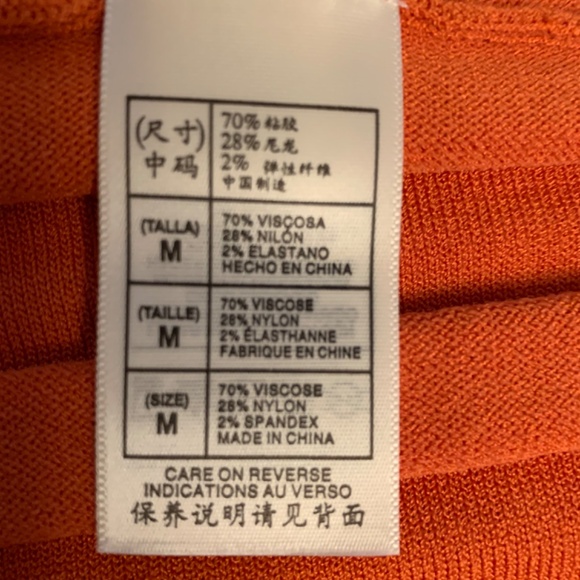 (尺寸)
中码
70% 粘胶
28% 尼龙
2% 弹性纤维
中国制造
(TALLA)
M
70% VISCOSA
28% NILÓN
2% ELASTANO
HECHO EN CHINA
(TAILLE)
M
70% VISCOSE
28% NYLON
2% ÉLASTHANNE
FABRIQUE EN CHINE
(SIZE)
M
70% VISCOSE
28% NYLON
2% SPANDEX
MADE IN CHINA
CARE ON REVERSE
INDICATIONS AU VERSO
保养说明请见背面